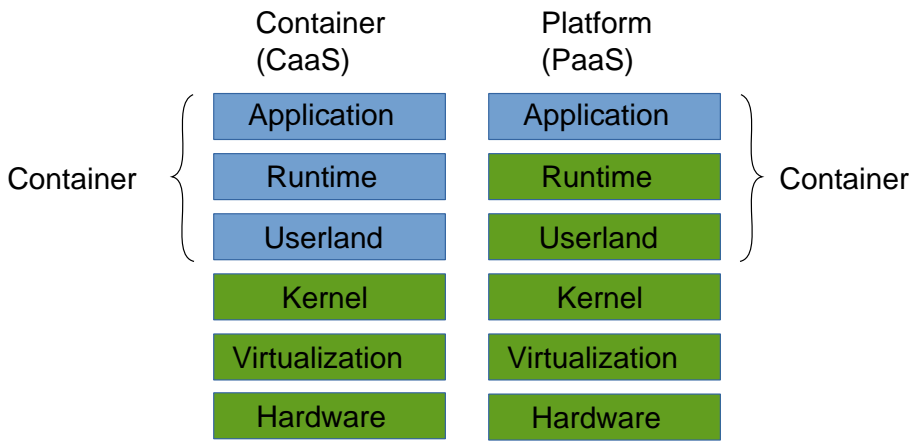 Container
(CaaS)
Platform
(PaaS)
Application
Application
Container
Runtime
Runtime
Container
Userland
Userland
Kernel
Kernel
Virtualization
Virtualization
Hardware
Hardware